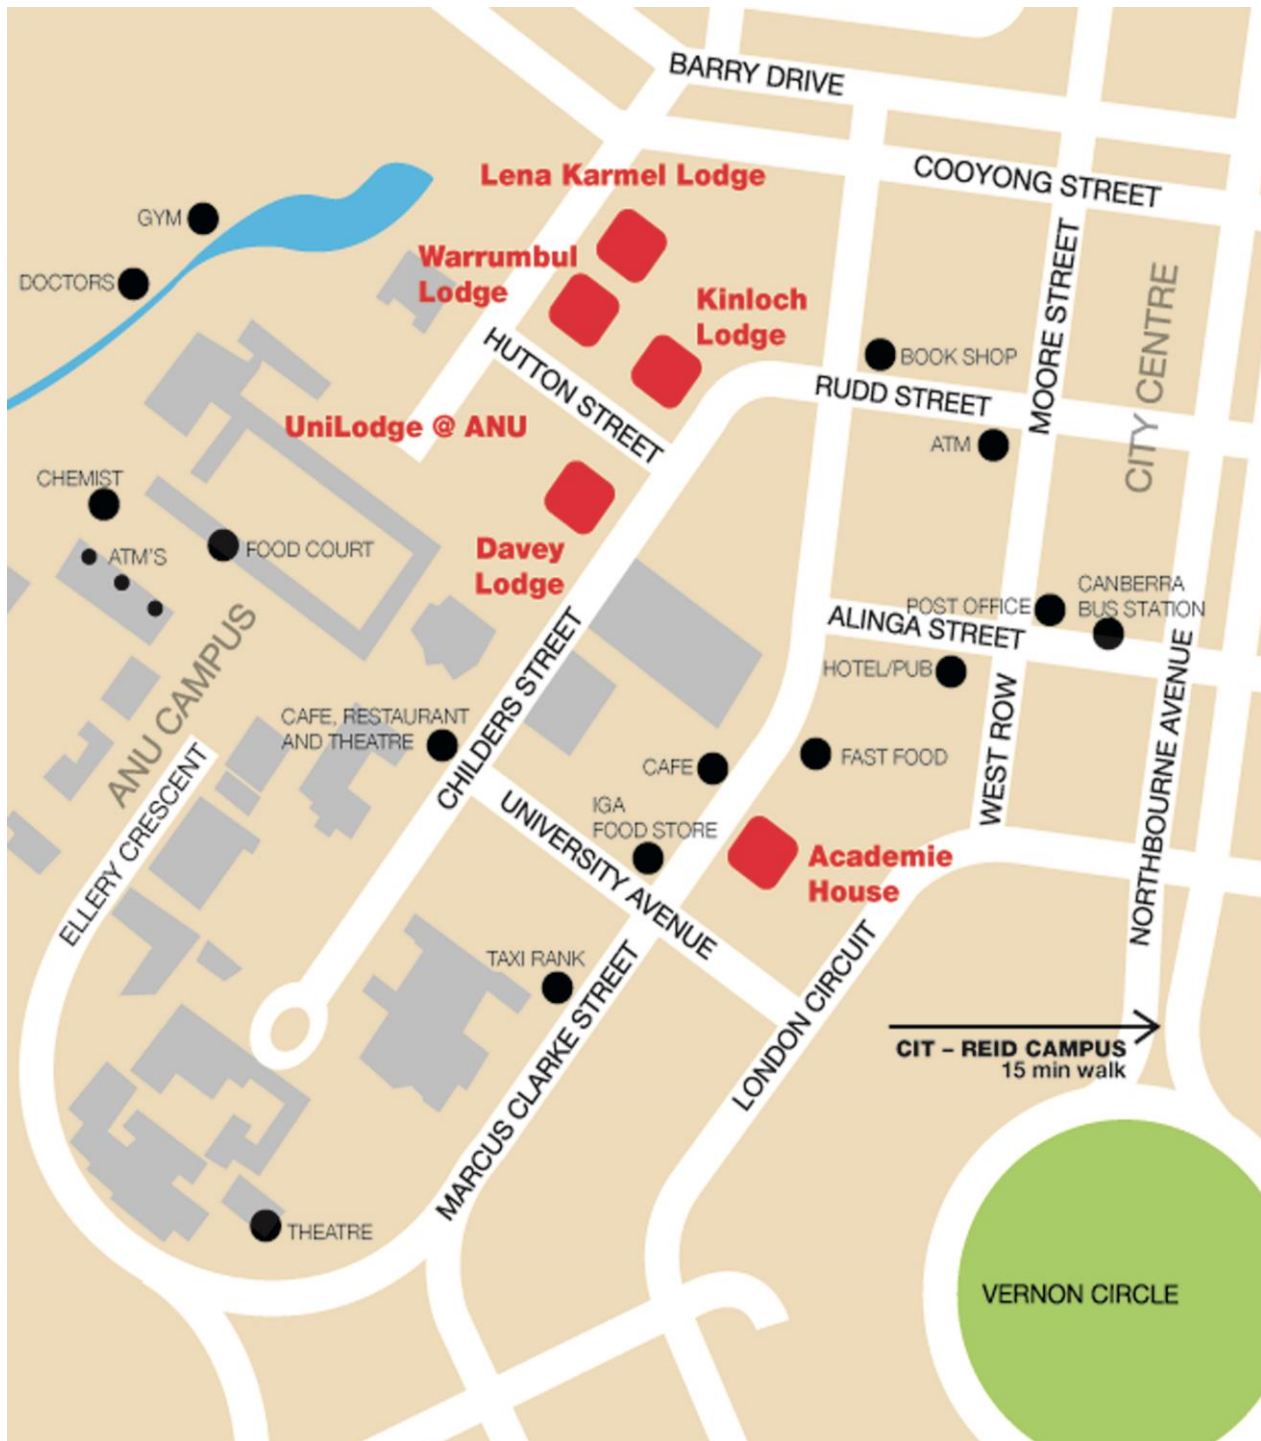 BARRY DRIVE
COOYONG STREET
Lena Karmel Lodge
GYM
Warrumbul
Lodge
DOCTORS
Kinloch
Lodge
MOORE STREET
CITY CENTRE
HUTTON STREET
BOOK SHOP
RUDD STREET
UniLodge @ ANU
ATM
CHEMIST
FOOD COURT
ATM'S
Davey
Lodge
CANBERRA
BUS STATION
POST OFFICE
ALINGA STREET
ANU CAMPUS
CHILDERS STREET
HOTEL/PUB
WEST ROW
NORTHBOURNE AVENUE
CAFE, RESTAURANT
AND THEATRE
CAFE
FAST FOOD
ELLERY CRESCENT
IGA
FOOD STORE
UNIVERSITY AVENUE
Academie
House
TAXI RANK
MARCUS CLARKE STREET
LONDON CIRCUIT
CIT – REID CAMPUS
15 min walk
THEATRE
VERNON CIRCLE